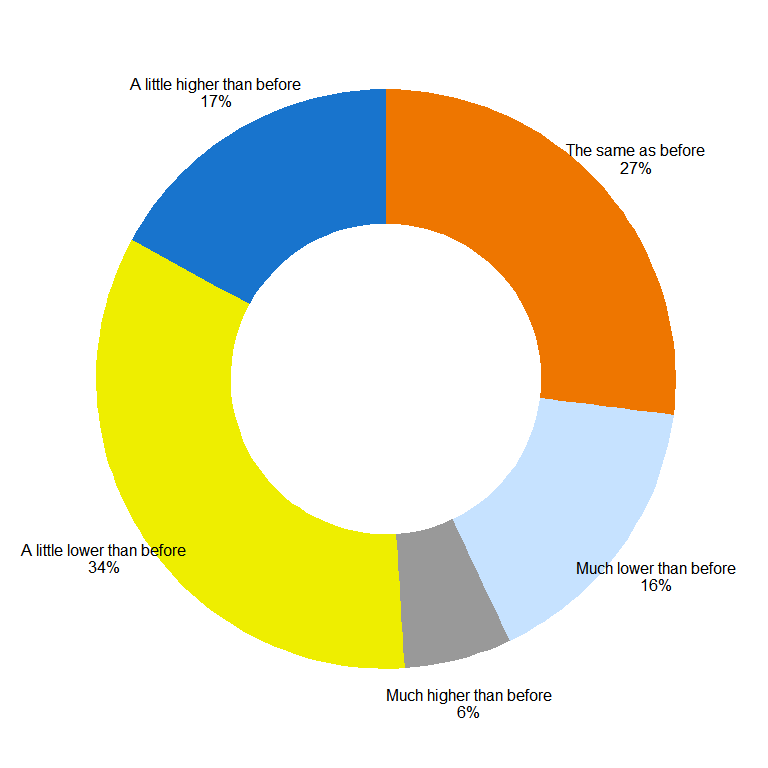 A little higher than before
17%
The same as before
27%
A little lower than before
34%
Much lower than before
16%
Much higher than before
6%